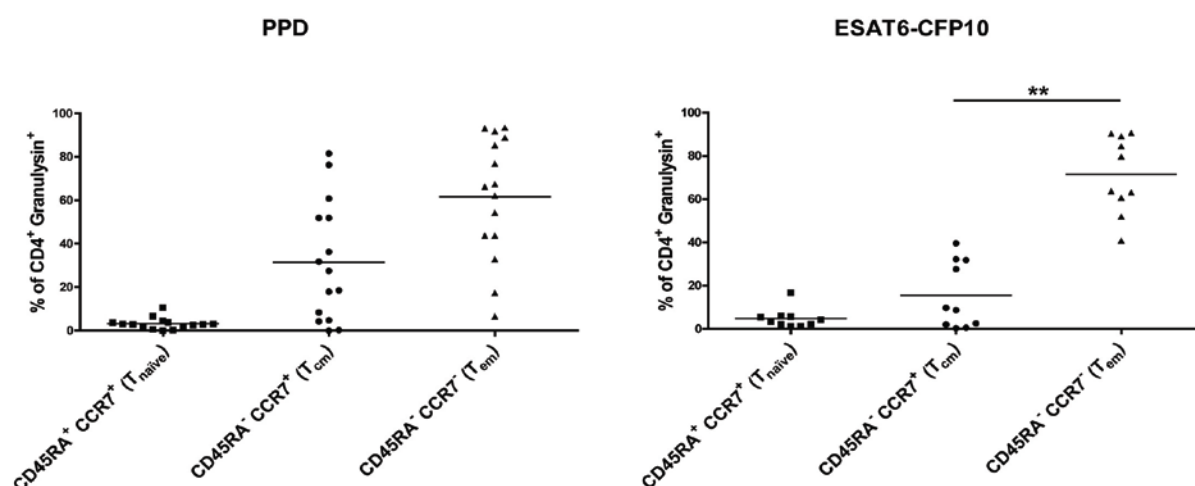 PPD
% of CD4⁺ Granulysin⁺
100
80
60
40
20
0
CD45RA⁺ CCR7⁺ (Tnaïve)
CD45RA⁻ CCR7⁺ (Tcm)
CD45RA⁻ CCR7⁻ (Tem)
ESAT6-CFP10
**
% of CD4⁺ Granulysin⁺
100
80
60
40
20
0
CD45RA⁺ CCR7⁺ (Tnaïve)
CD45RA⁻ CCR7⁺ (Tcm)
CD45RA⁻ CCR7⁻ (Tem)